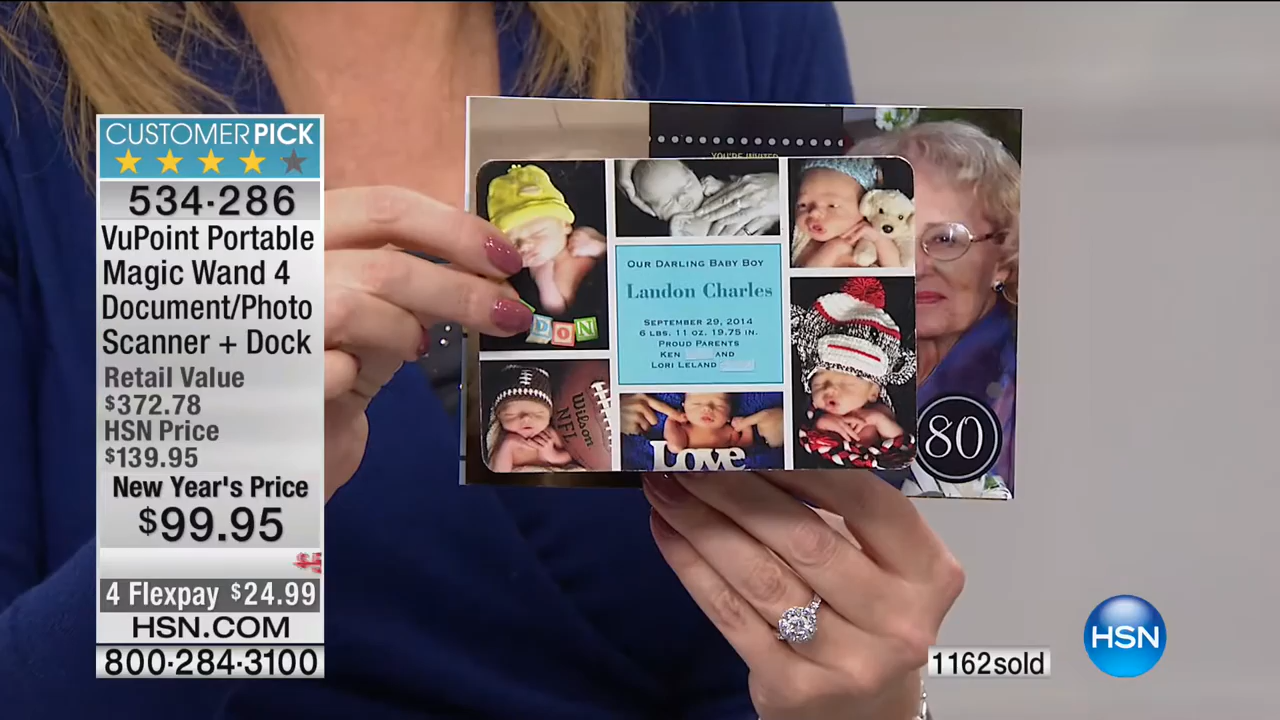 CUSTOMER PICK
534-286
VuPoint Portable
Magic Wand 4
Document/Photo
Scanner + Dock
Retail Value
$372.78
HSN Price
$139.95
New Year's Price
$99.95
4 Flexpay $24.99
HSN.COM
800-284-3100
YOU'RE INVITED
OUR DARLING BABY BOY
Landon Charles
SEPTEMBER 29, 2014
6 LBS. 11 OZ. 19.75 IN.
PROUD PARENTS
KEN AND
LORI LELAND
DON
Wilson
NFL
LOVE
80
1162sold
HSN